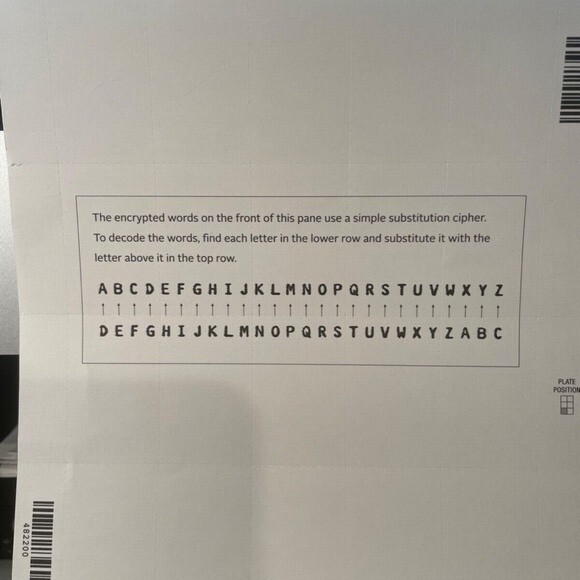 The encrypted words on the front of this pane use a simple substitution cipher.
To decode the words, find each letter in the lower row and substitute it with the
letter above it in the top row.
A B C D E F G H I J K L M N O P Q R S T U V W X Y Z
↑ ↑ ↑ ↑ ↑ ↑ ↑ ↑ ↑ ↑ ↑ ↑ ↑ ↑ ↑ ↑ ↑ ↑ ↑ ↑ ↑ ↑ ↑ ↑ ↑ ↑
D E F G H I J K L M N O P Q R S T U V W X Y Z A B C
PLATE
POSITION
482200